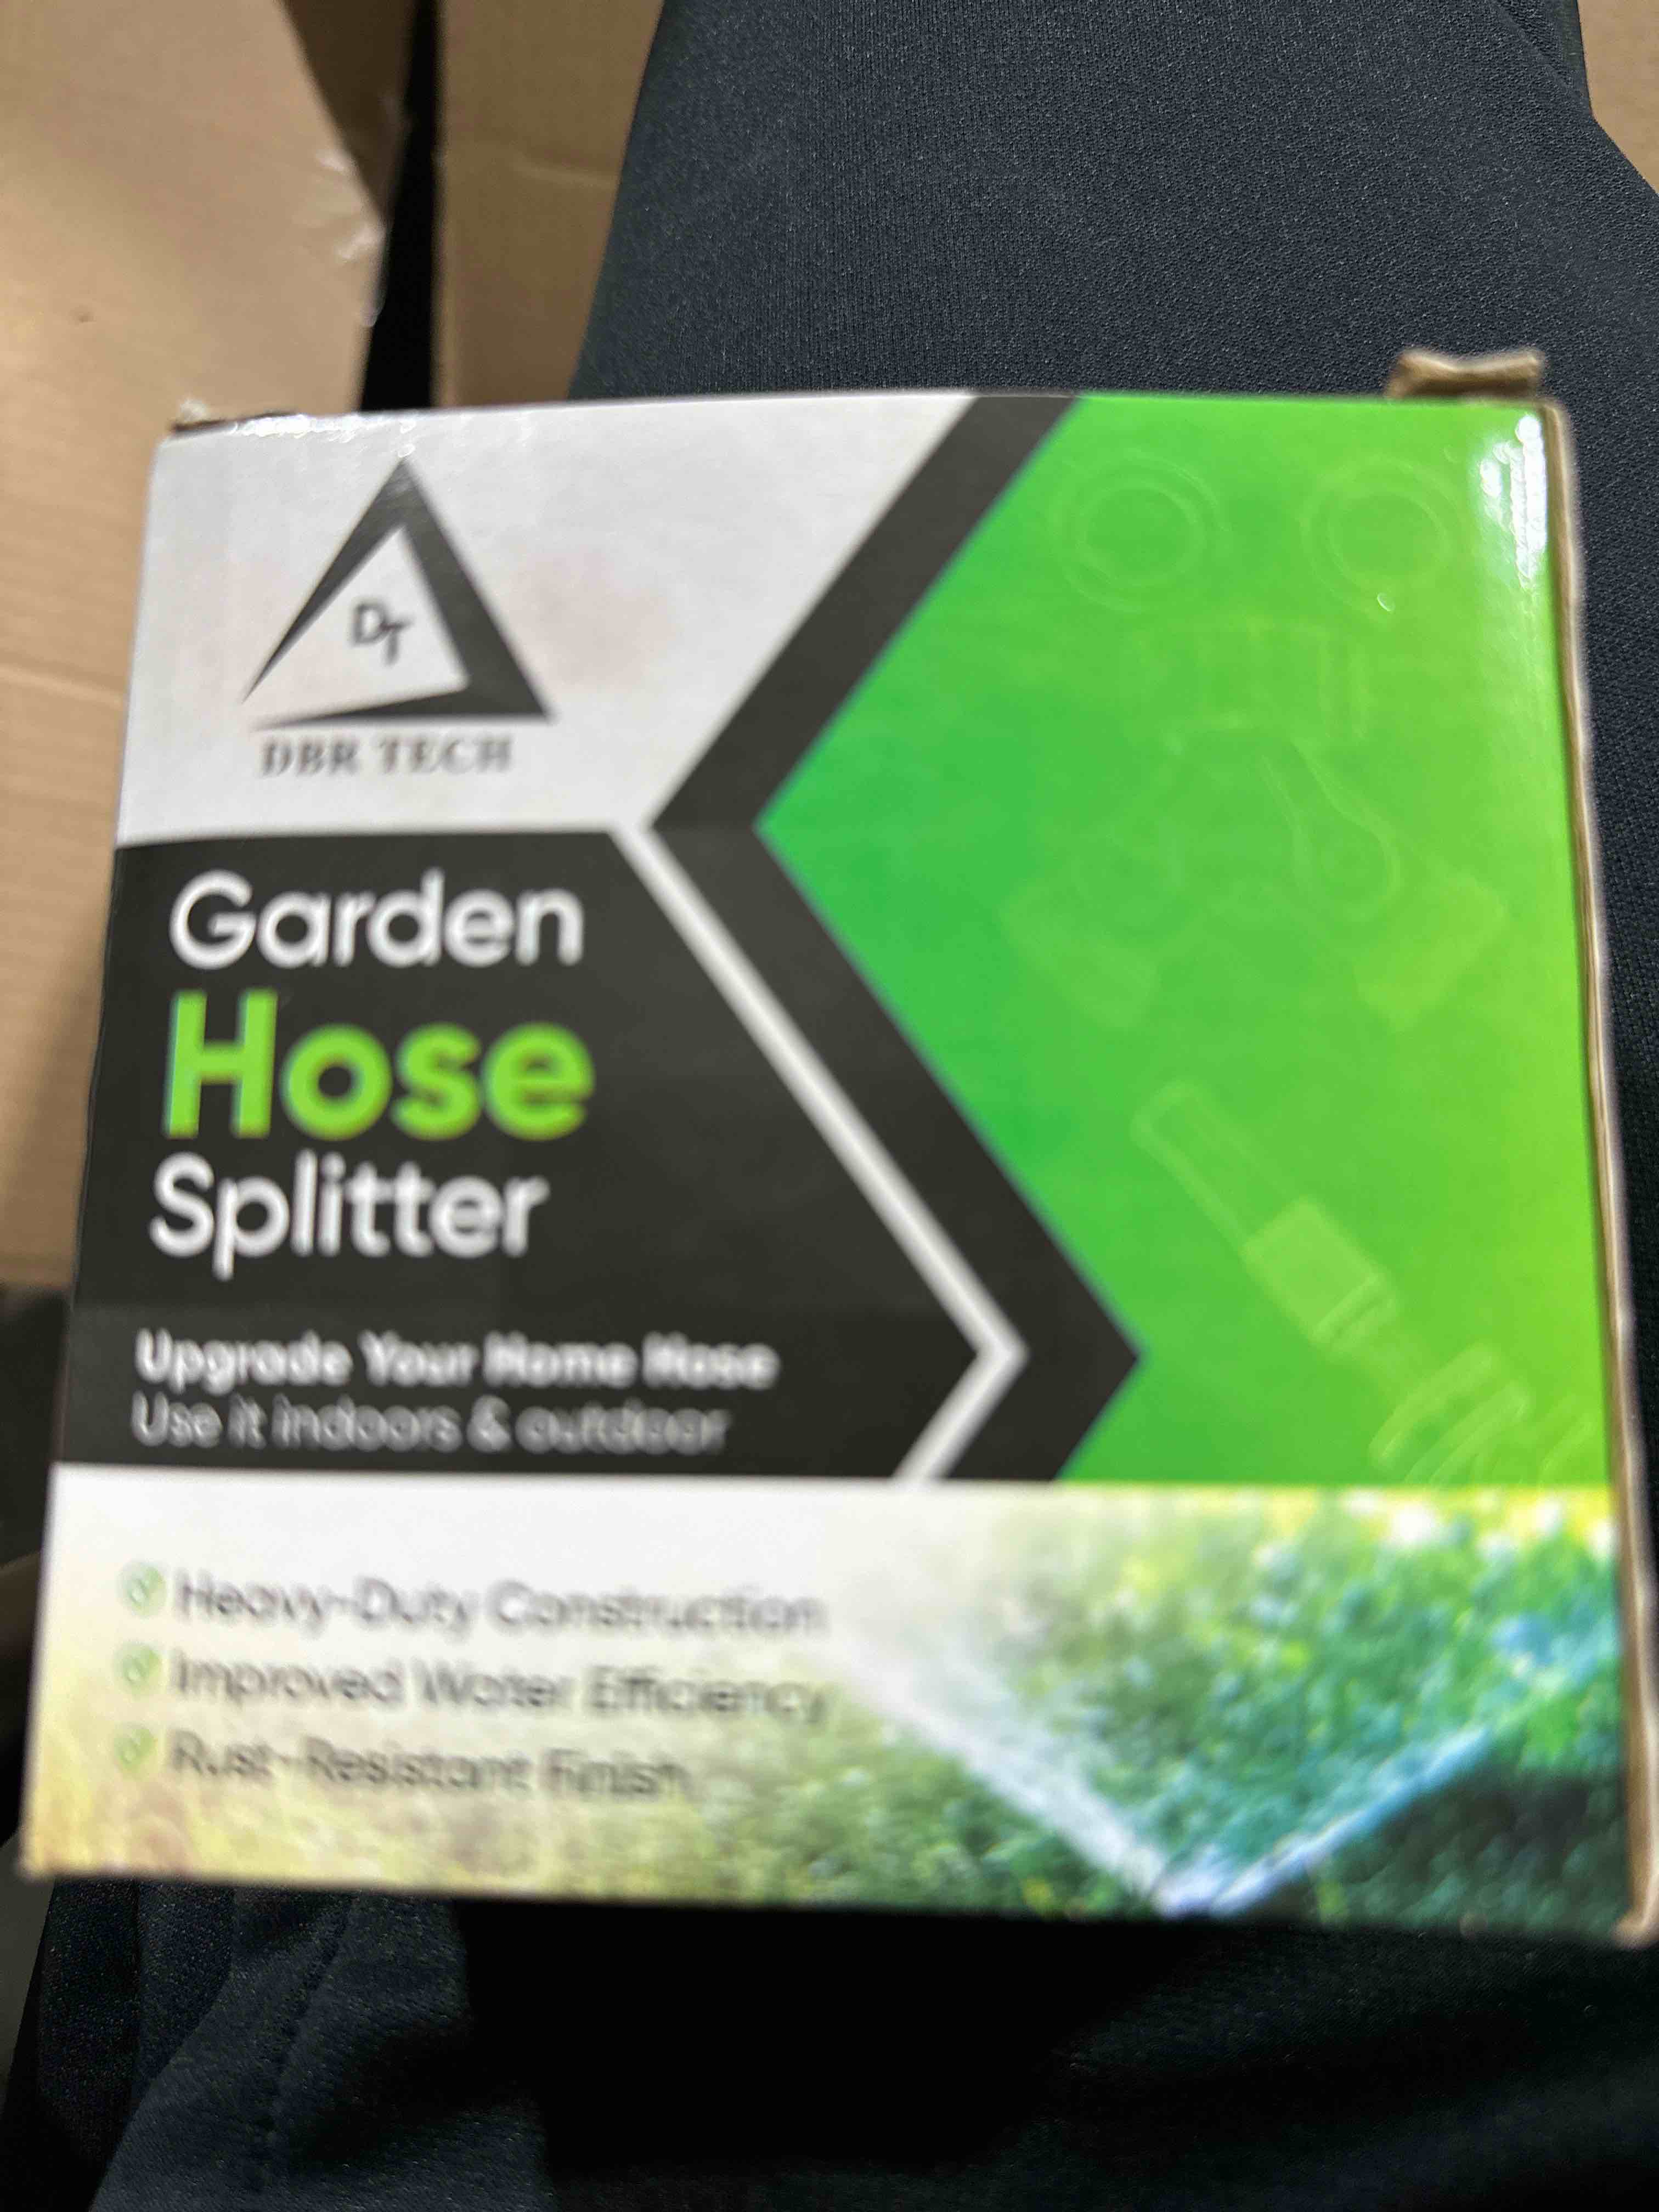 DT
DBR TECH
Garden
Hose
Splitter
Upgrade Your Home Hose
Use it indoors & outdoor
Heavy-Duty Construction
Improved Water Efficiency
Rust-Resistant Finish